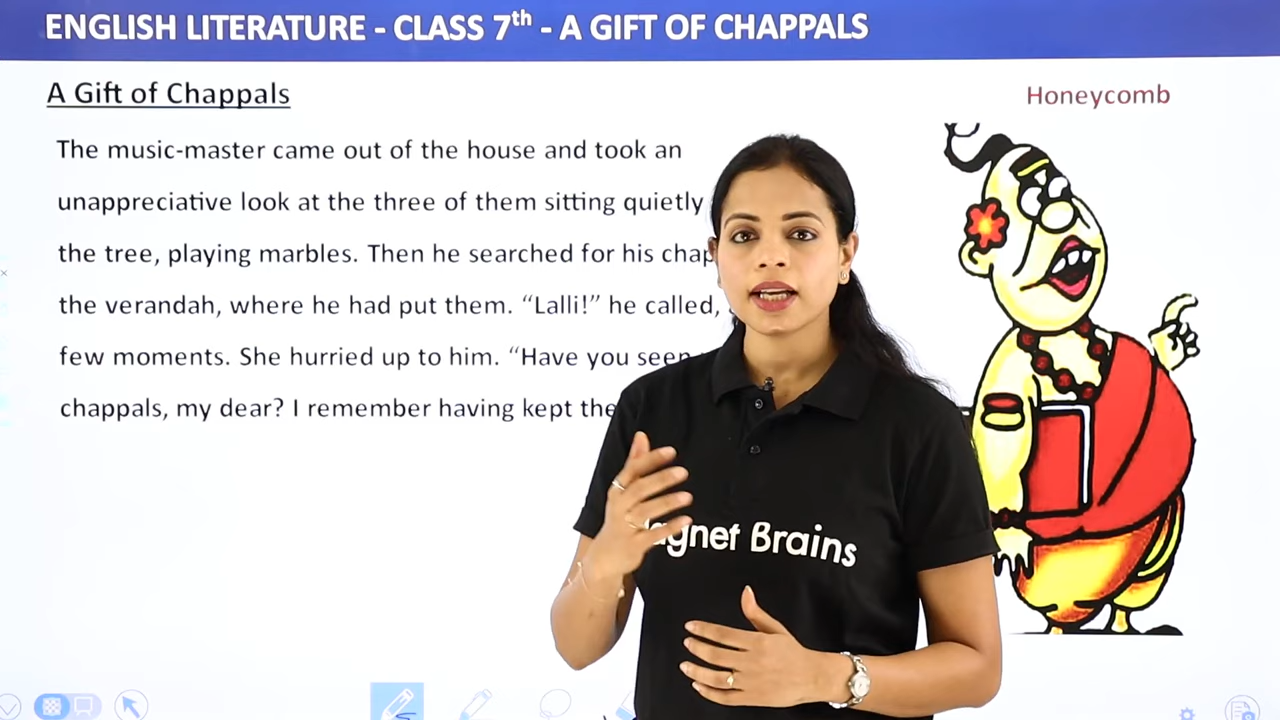 ENGLISH LITERATURE - CLASS 7th - A GIFT OF CHAPPALS
A Gift of Chappals
Honeycomb
The music-master came out of the house and took an
unappreciative look at the three of them sitting quietly
the tree, playing marbles. Then he searched for his
the verandah, where he had put them. “Lalli!” he called,
few moments. She hurried up to him. “Have you seen
chappals, my dear? I remember having kept
Brains